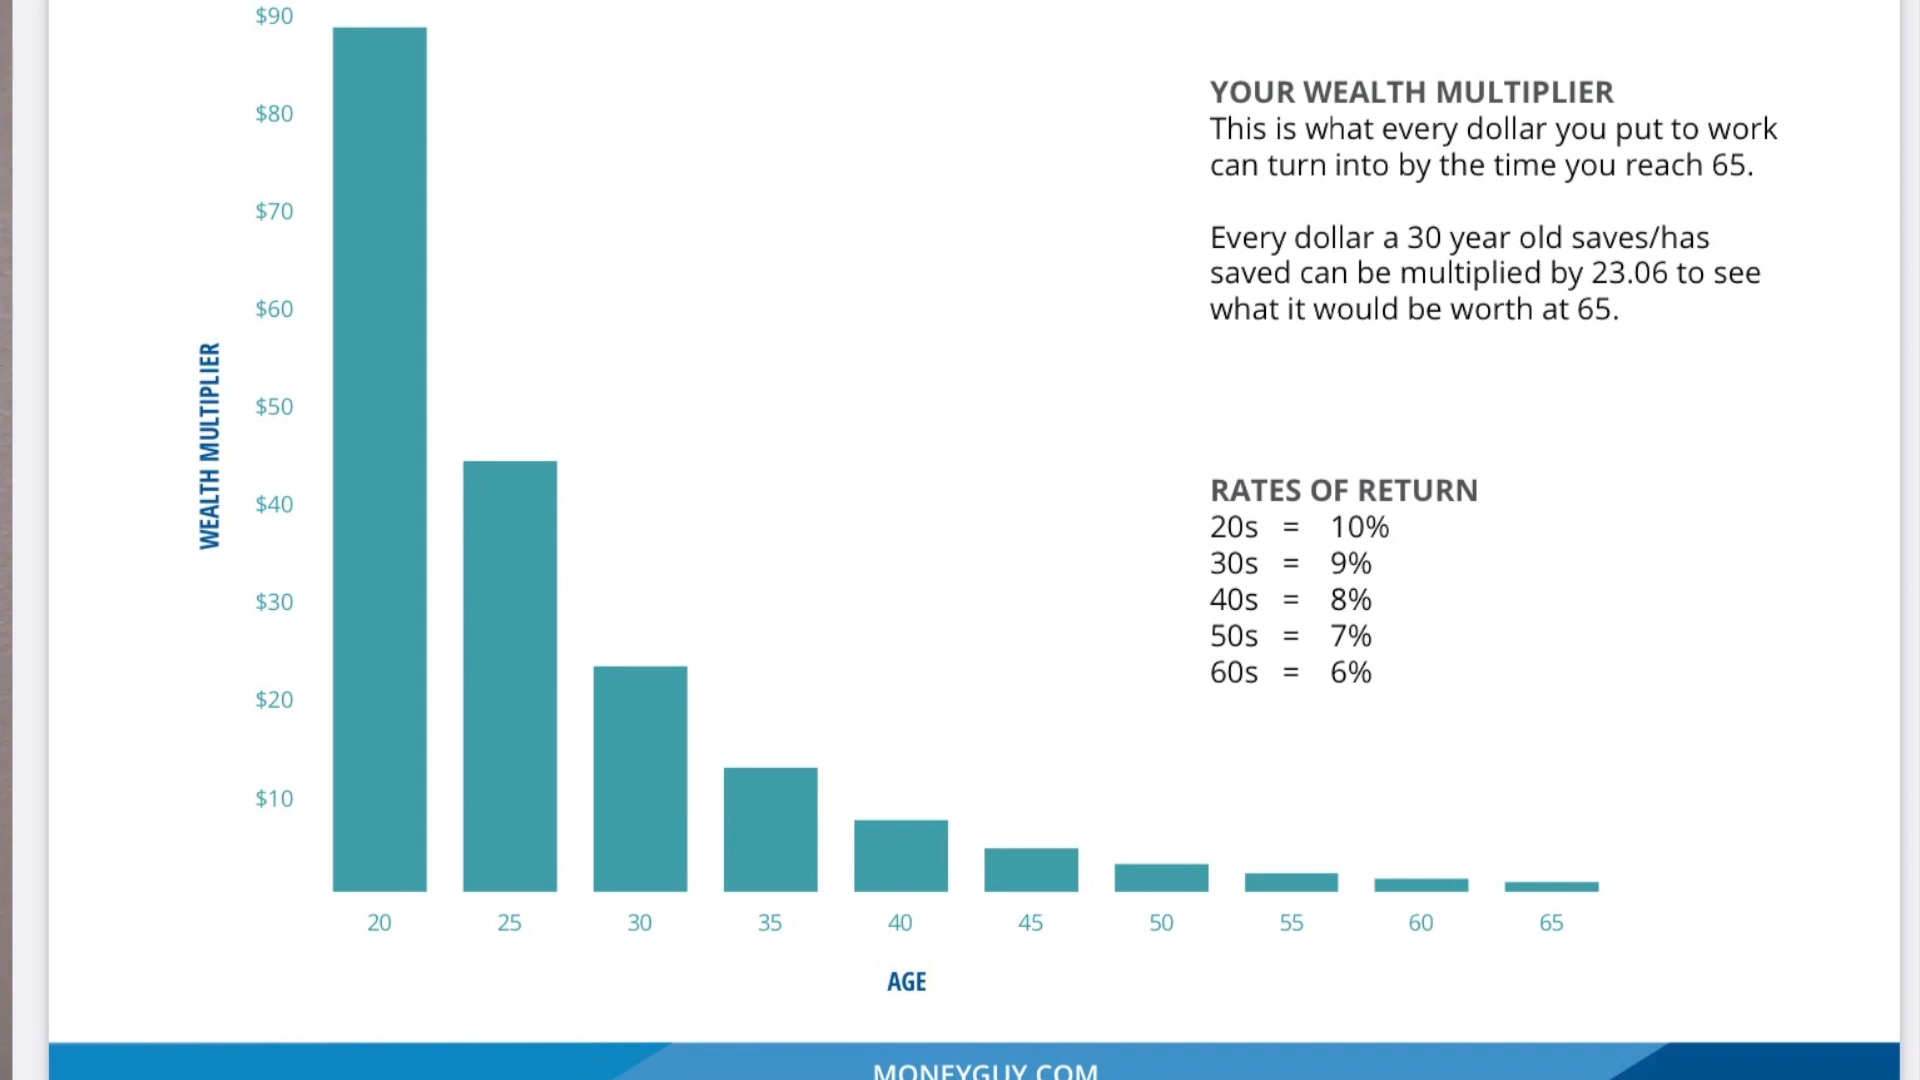 $90
$80
$70
$60
$50
$40
$30
$20
$10
WEALTH MULTIPLIER
20 25 30 35 40 45 50 55 60 65
AGE
YOUR WEALTH MULTIPLIER
This is what every dollar you put to work
can turn into by the time you reach 65.
Every dollar a 30 year old saves/has
saved can be multiplied by 23.06 to see
what it would be worth at 65.
RATES OF RETURN
20s = 10%
30s = 9%
40s = 8%
50s = 7%
60s = 6%
MONEYGUY.COM